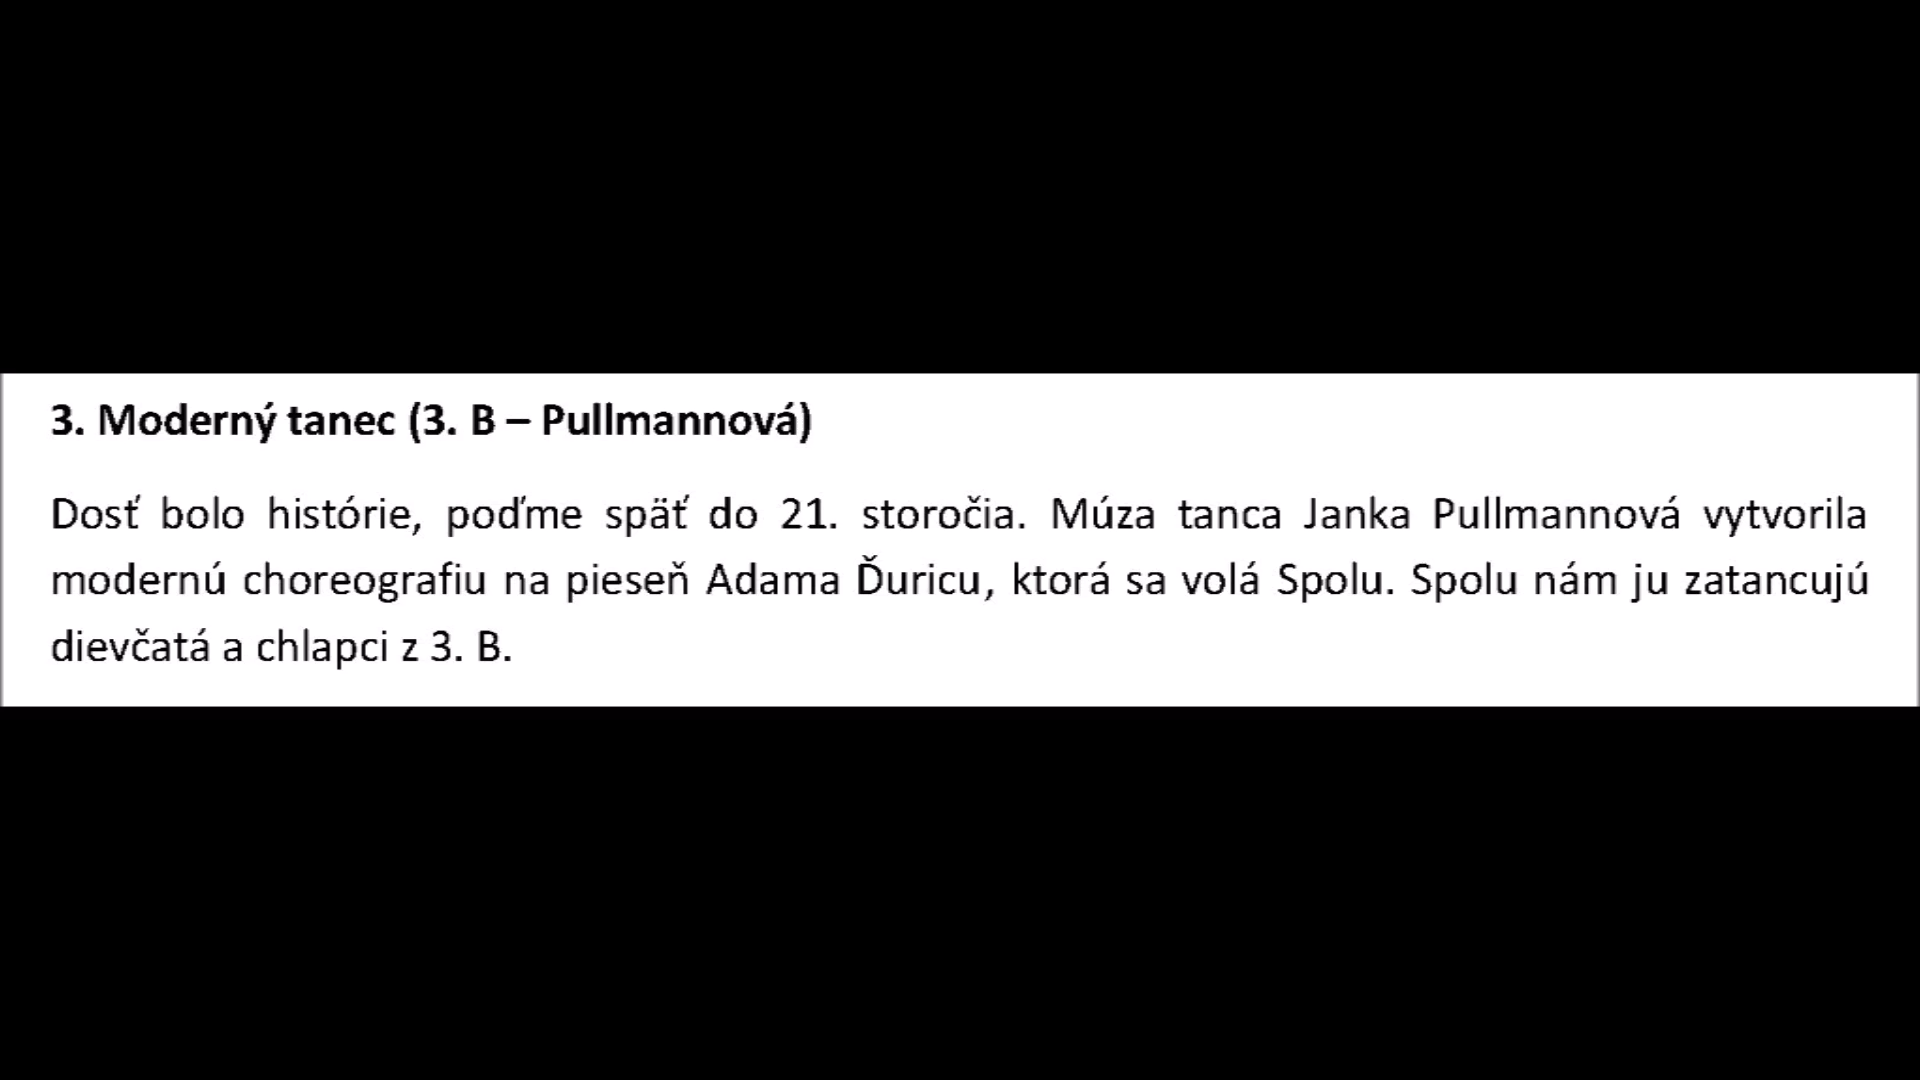 3. Moderný tanec (3. B – Pullmannová)
Dosť bolo histórie, poďme späť do 21. storočia. Múza tanca Janka Pullmannová vytvorila
modernú choreografiu na pieseň Adama Ďuricu, ktorá sa volá Spolu. Spolu nám ju zatancujú
dievčatá a chlapci z 3. B.